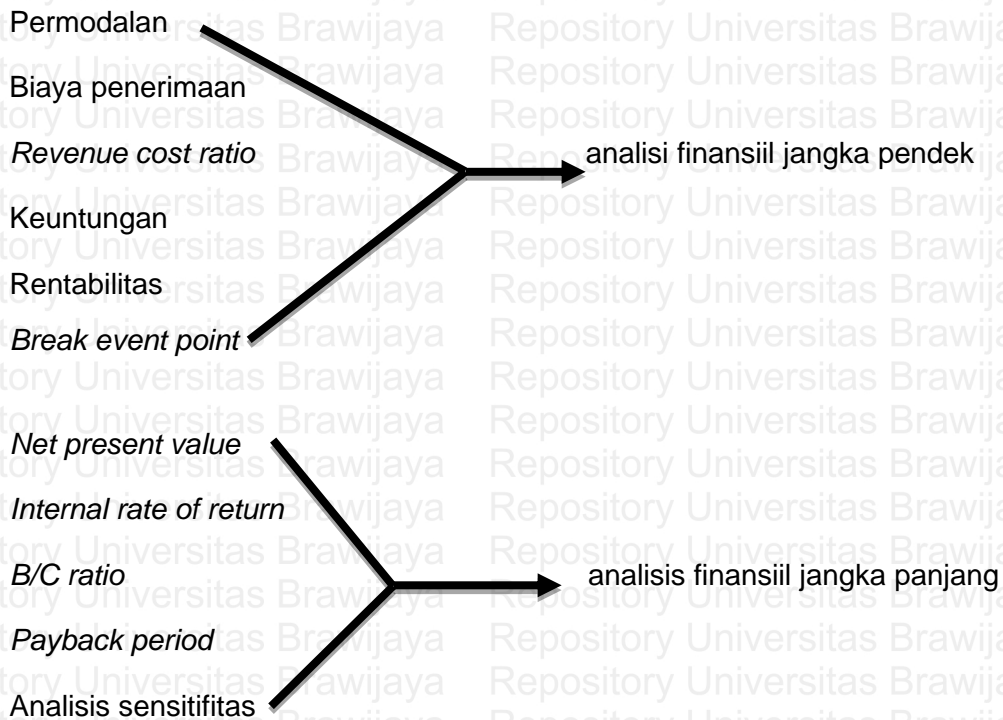 Permodalan
Biaya penerimaan
Revenue cost ratio
analisi finansiil jangka pendek
Keuntungan
Rentabilitas
Break event point
Net present value
Internal rate of return
B/C ratio
analisis finansiil jangka panjang
Payback period
Analisis sensitifitas